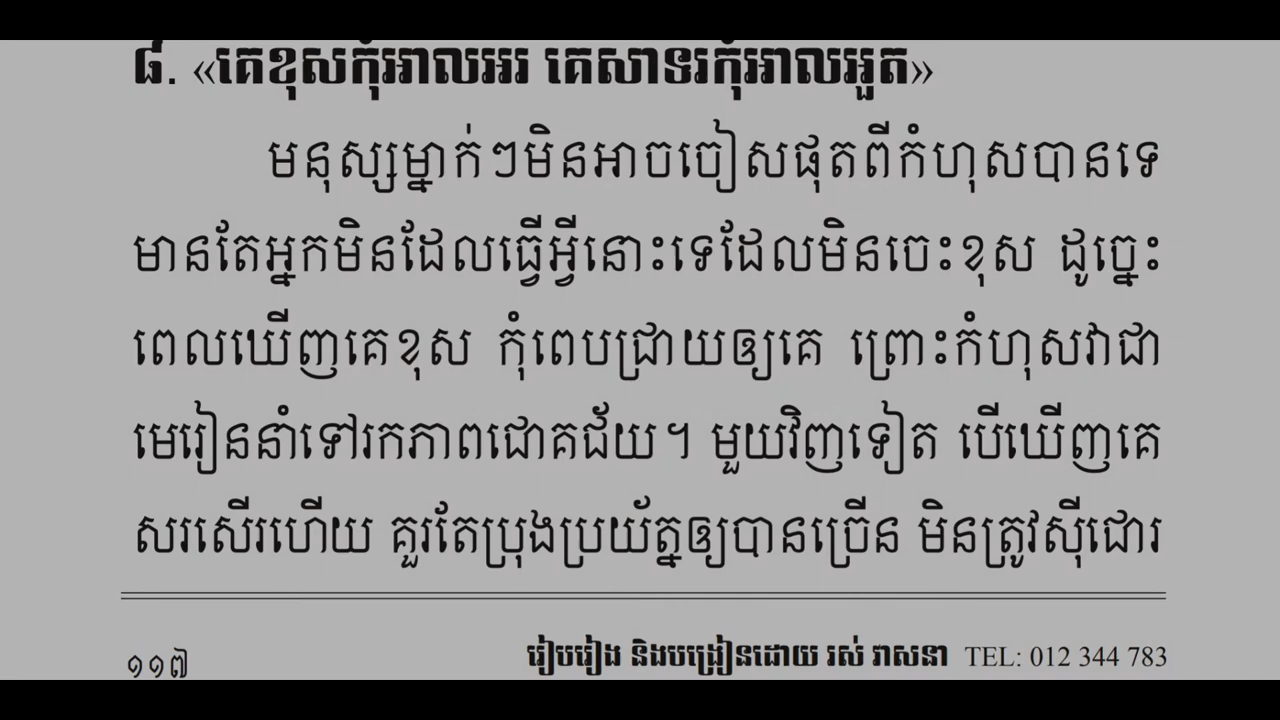 ៨. «គេខុសកុំអាលអរ គេសាទរកុំអាលអួត»
មនុស្សម្នាក់ៗមិនអាចចៀសផុតពីកំហុសបានទេ
មានតែអ្នកមិនដែលធ្វើអ្វីនោះទេដែលមិនចេះខុស ដូច្នេះ
ពេលឃើញគេខុស កុំពេបជ្រាយឲ្យគេ ព្រោះកំហុសវាជា
មេរៀននាំទៅរកភាពជោគជ័យ។ មួយវិញទៀត បើឃើញគេ
សរសើរហើយ គួរតែប្រុងប្រយ័ត្នឲ្យបានច្រើន មិនត្រូវស៊ីជោរ
១១៧
រៀបរៀង និងបង្រៀនដោយ រស់ វាសនា TEL: 012 344 783